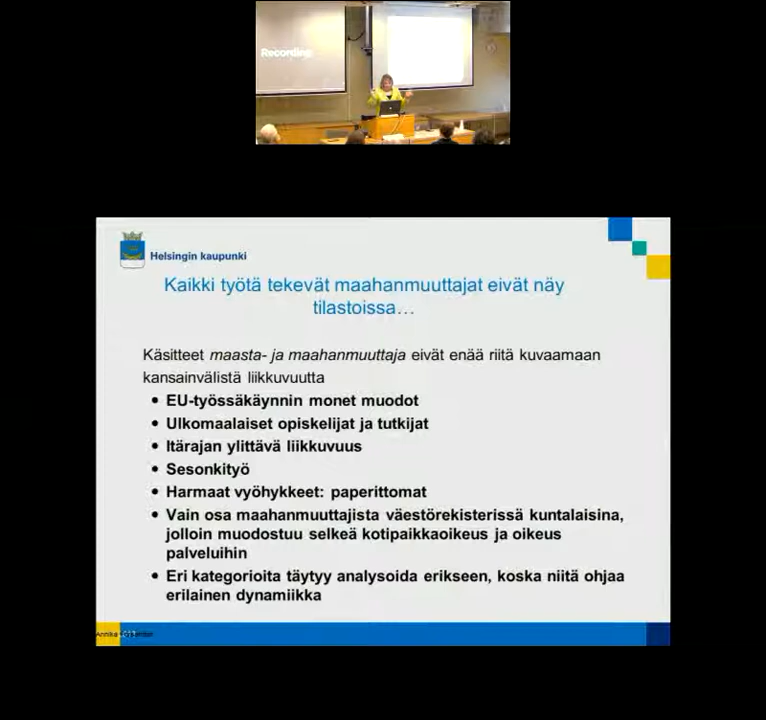 Recording
Helsingin kaupunki
Kaikki työtä tekevät maahanmuuttajat eivät näy
tilastoissa…
Käsitteet maasta- ja maahanmuuttaja eivät enää riitä kuvaamaan
kansainvälistä liikkuvuutta
• EU-työssäkäynnin monet muodot
• Ulkomaalaiset opiskelijat ja tutkijat
• Itärajan ylittävä liikkuvuus
• Sesonkityö
• Harmaat vyöhykkeet: paperittomat
• Vain osa maahanmuuttajista väestörekisterissä kuntalaisina,
jolloin muodostuu selkeä kotipaikkaoikeus ja oikeus
palveluihin
• Eri kategorioita täytyy analysoida erikseen, koska niitä ohjaa
erilainen dynamiikka
Annika